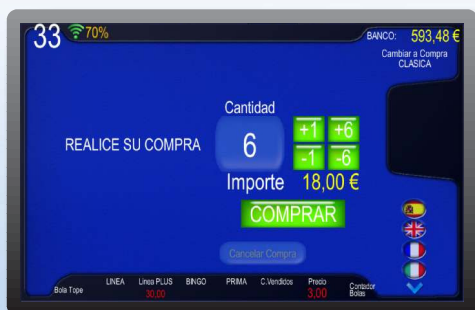 33 70%
BANCO: 593,48 €
Cambiar a Compra
CLASICA
Cantidad
REALICE SU COMPRA
6
+1 +6
-1 -6
Importe 18,00 €
COMPRAR
Cancelar Compra
Bola Tope LINEA Linea PLUS BINGO PRIMA C.Vendidos Precio Contador Bolas
30,00 3,00